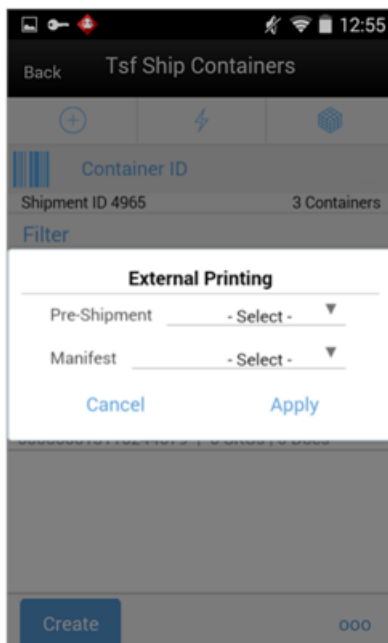 12:55
Back Tsf Ship Containers
Container ID
Shipment ID 4965 3 Containers
Filter
External Printing
Pre-Shipment - Select -
Manifest - Select -
Cancel Apply
Create ooo